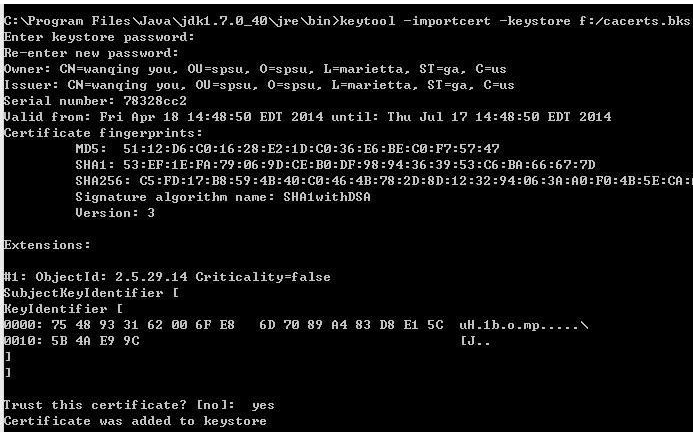 C:\Program Files\Java\jdk1.7.0_40\jre\bin>keytool -importcert -keystore f:/cacerts.bks
Enter keystore password:
Re-enter new password:
Owner: CN=wanqing you, OU=spsu, O=spsu, L=marietta, ST=ga, C=us
Issuer: CN=wanqing you, OU=spsu, O=spsu, L=marietta, ST=ga, C=us
Serial number: 78328cc2
Valid from: Fri Apr 18 14:48:50 EDT 2014 until: Thu Jul 17 14:48:50 EDT 2014
Certificate fingerprints:
MD5: 51:12:D6:C0:16:28:E2:1D:C0:36:E6:BE:C0:F7:57:47
SHA1: 53:EF:1E:FA:79:06:9D:CE:B0:DF:98:94:36:39:53:C6:BA:66:67:7D
SHA256: C5:FD:17:B8:59:4B:40:C0:46:4B:78:2D:8D:12:32:94:06:3A:A0:F0:4B:5E:CA:
Signature algorithm name: SHA1withDSA
Version: 3
Extensions:
#1: ObjectId: 2.5.29.14 Criticality=false
SubjectKeyIdentifier [
KeyIdentifier [
0000: 75 48 93 31 62 00 6F E8 6D 70 89 A4 83 D8 E1 5C uH.1b.o.mp.....\
0010: 5B 4A E9 9C [J..
]
]
Trust this certificate? [no]: yes
Certificate was added to keystore